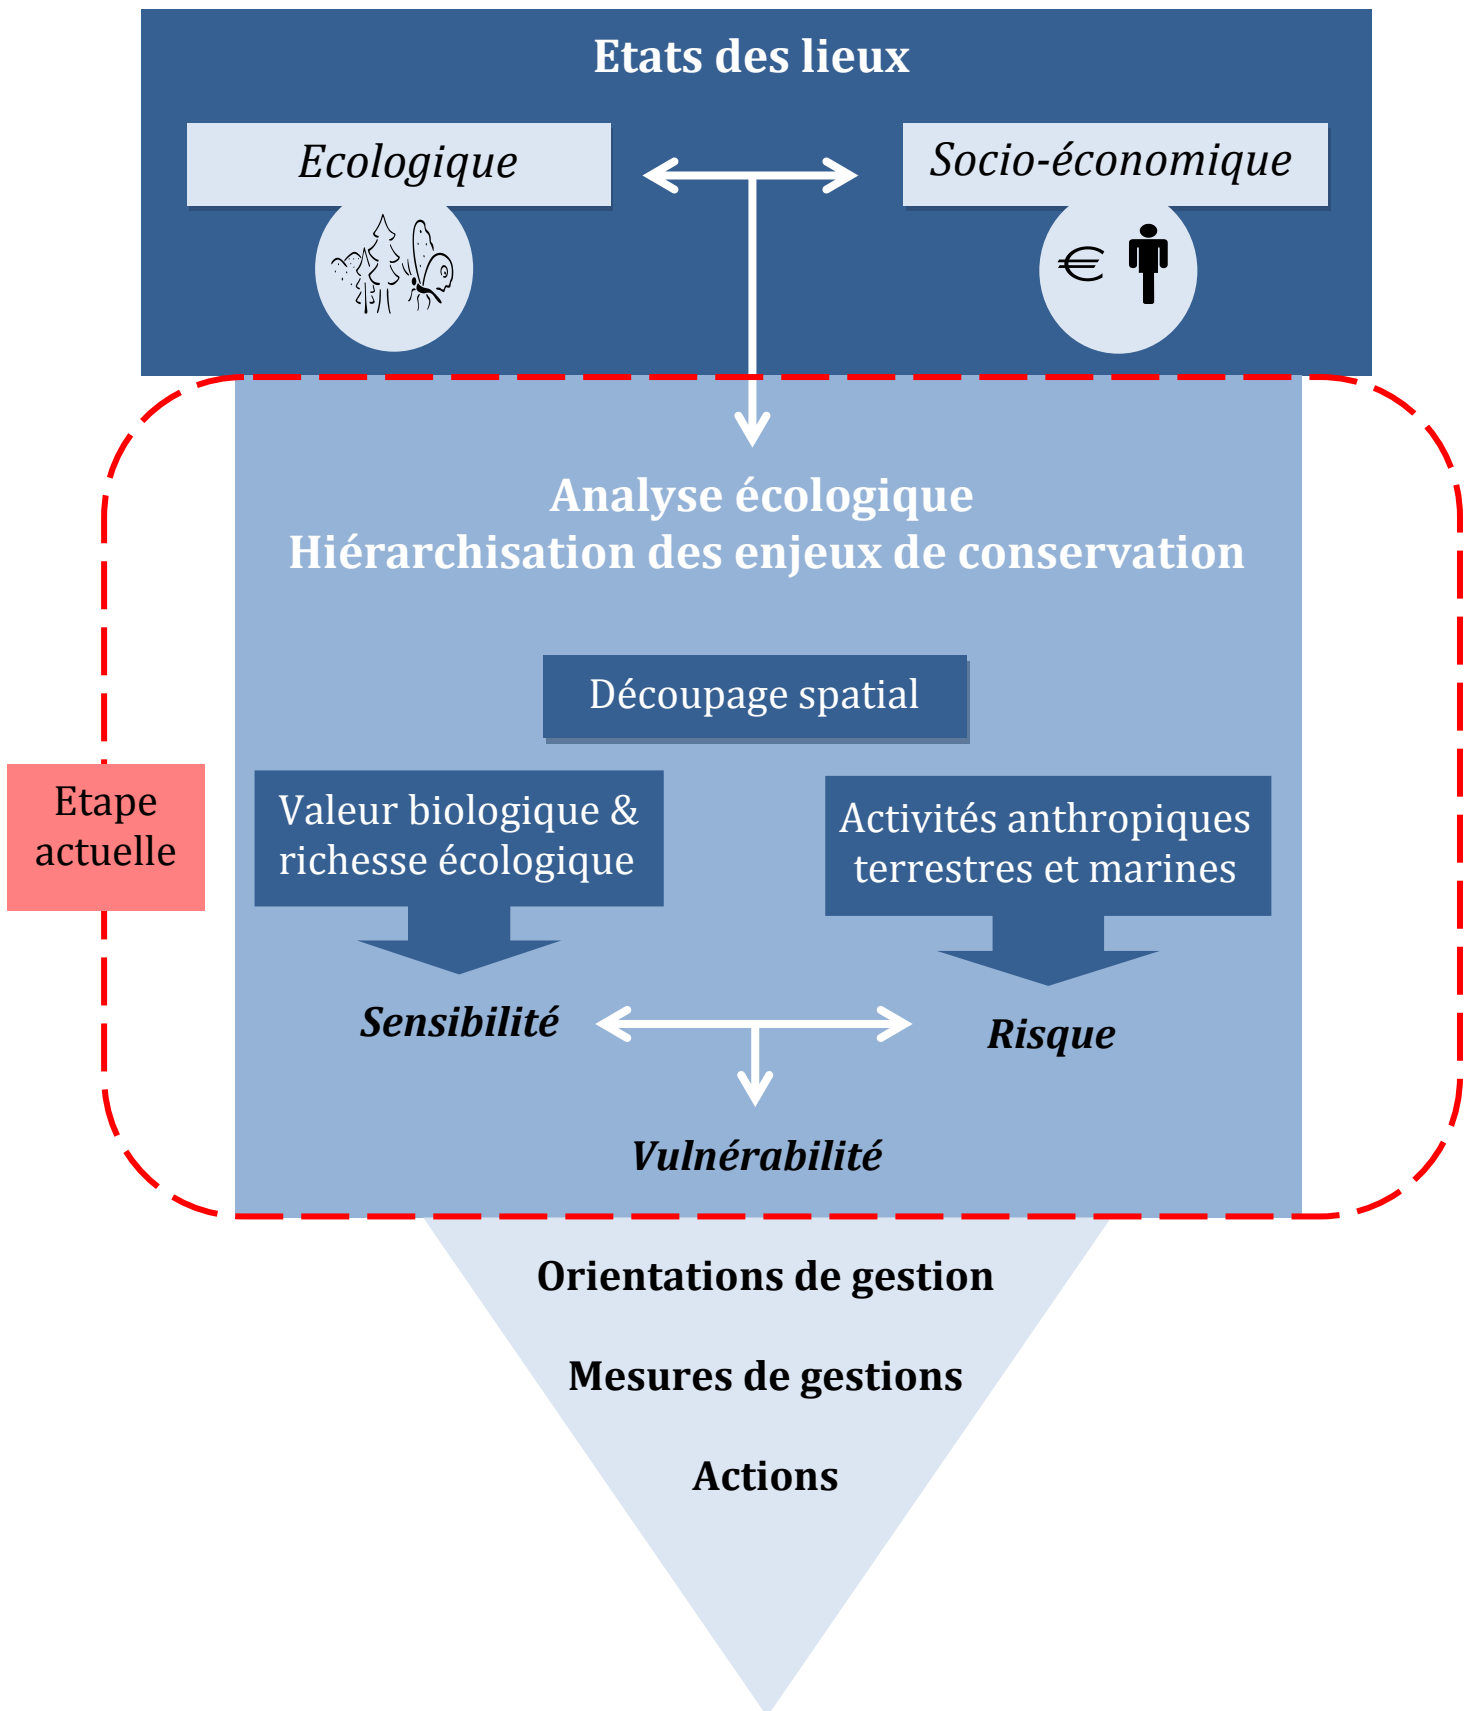 Etats des lieux
Ecologique
Socio-économique
€
Analyse écologique
Hiérarchisation des enjeux de conservation
Découpage spatial
Etape
actuelle
Valeur biologique &
richesse écologique
Activités anthropiques
terrestres et marines
Sensibilité
Risque
Vulnérabilité
Orientations de gestion
Mesures de gestions
Actions